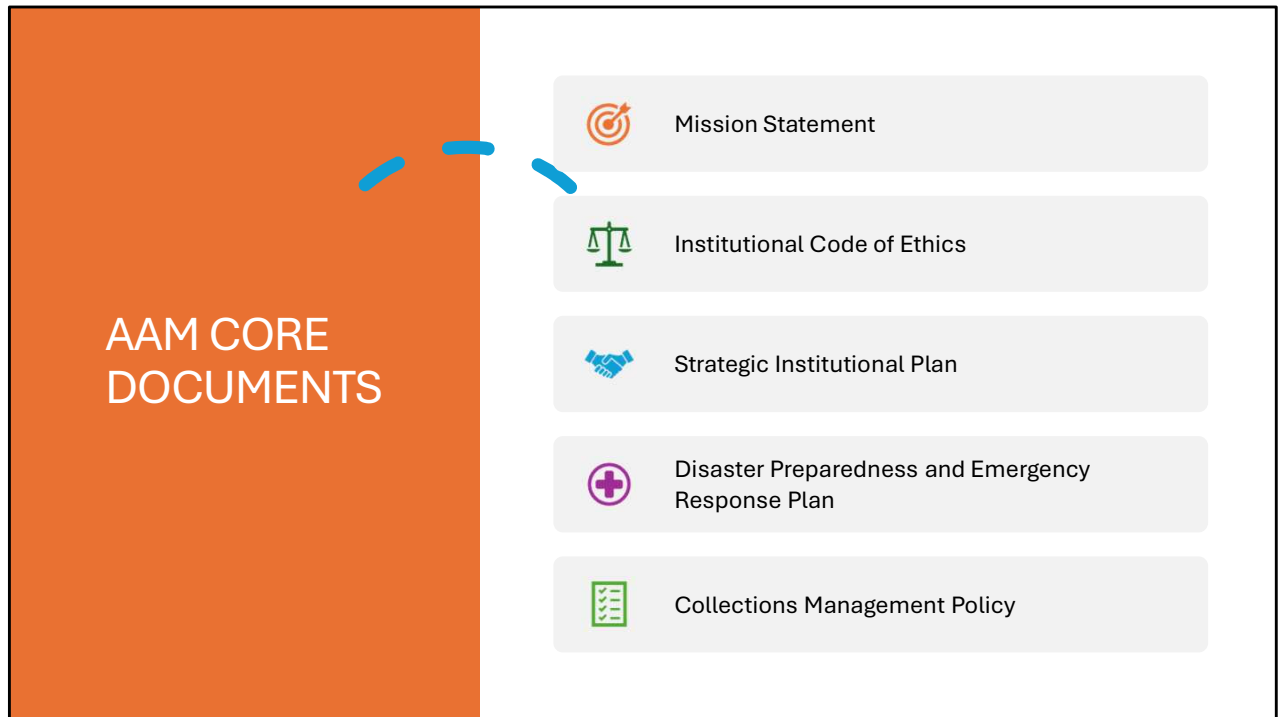 AAM CORE
DOCUMENTS
Mission Statement
Institutional Code of Ethics
Strategic Institutional Plan
Disaster Preparedness and Emergency
Response Plan
Collections Management Policy